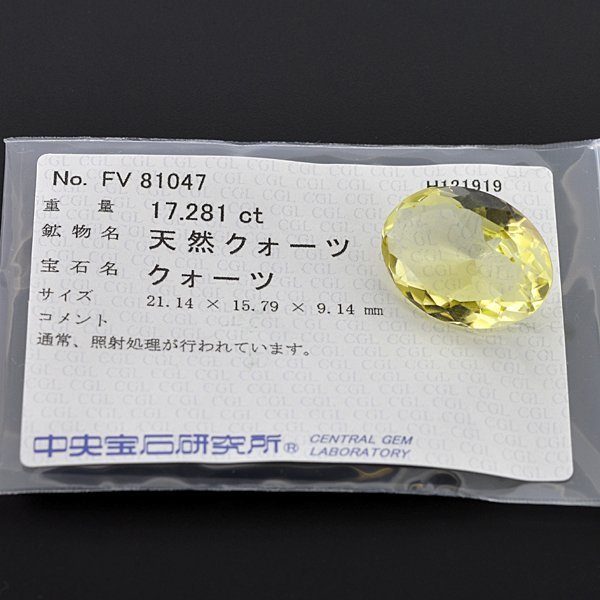 No. FV 81047
H121919
重量 17.281 ct
鉱物名 天然クォーツ
宝石名 クォーツ
サイズ 21.14 × 15.79 × 9.14 mm
コメント
通常、照射処理が行われています。
中央宝石研究所® CENTRAL GEM
LABORATORY